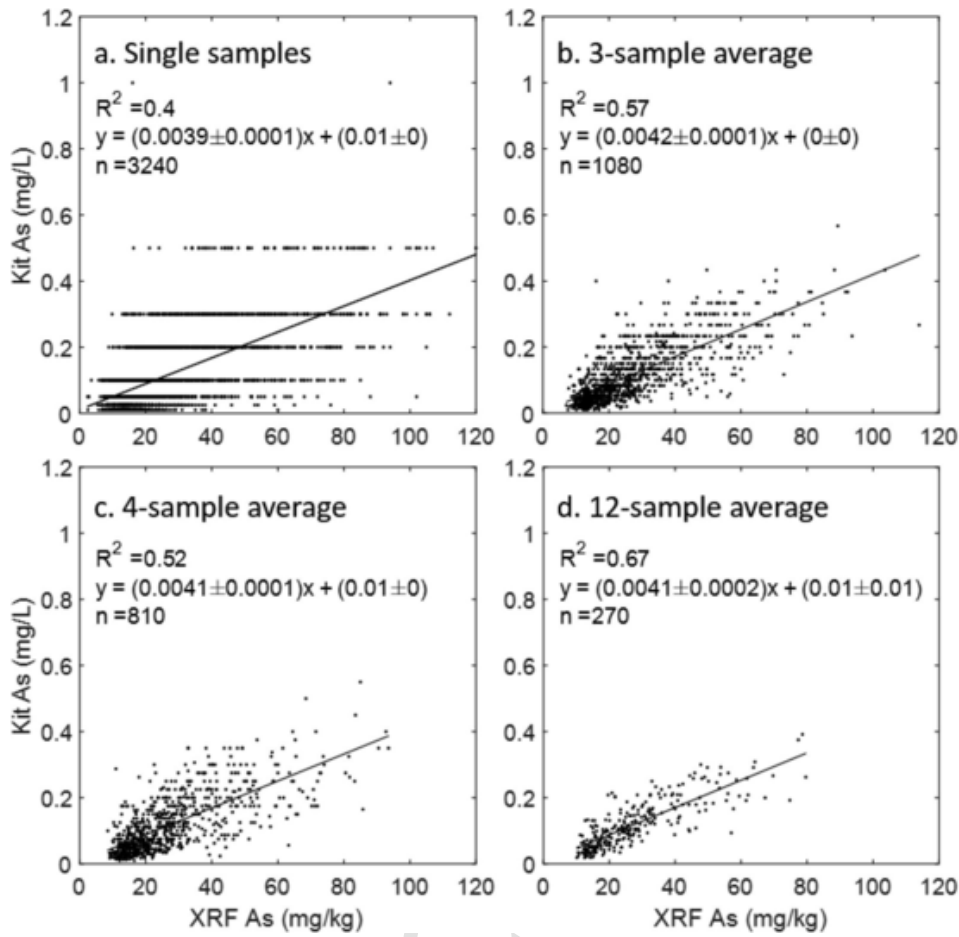 1.2
a. Single samples
1
R² =0.4
y = (0.0039±0.0001)x + (0.01±0)
0.8
n =3240
Kit As (mg/L)
0.6
0.4
0.2
0
0 20 40 60 80 100 120
b. 3-sample average
1
R² =0.57
y = (0.0042±0.0001)x + (0±0)
0.8
n =1080
0.6
0.4
0.2
0
0 20 40 60 80 100 120
1.2
1.2
c. 4-sample average
1
R² =0.52
y = (0.0041±0.0001)x + (0.01±0)
0.8
n =810
Kit As (mg/L)
0.6
0.4
0.2
0
0 20 40 60 80 100 120
XRF As (mg/kg)
1.2
d. 12-sample average
1
R² =0.67
y = (0.0041±0.0002)x + (0.01±0.01)
0.8
n =270
0.6
0.4
0.2
0
0 20 40 60 80 100 120
XRF As (mg/kg)